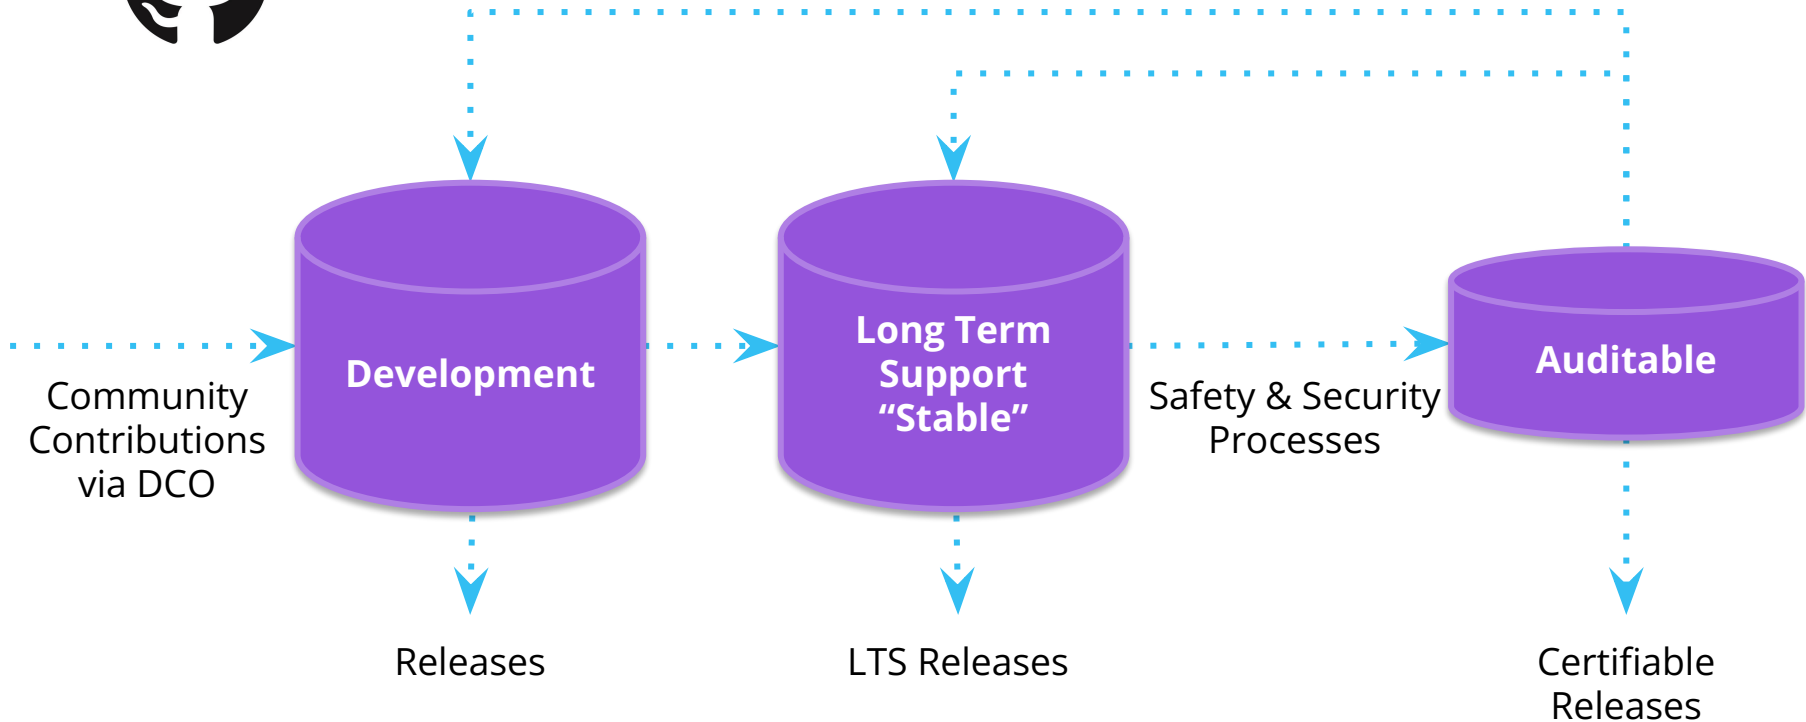 Community
Contributions
via DCO
Development
Long Term
Support
“Stable”
Safety & Security
Processes
Auditable
Releases
LTS Releases
Certifiable
Releases